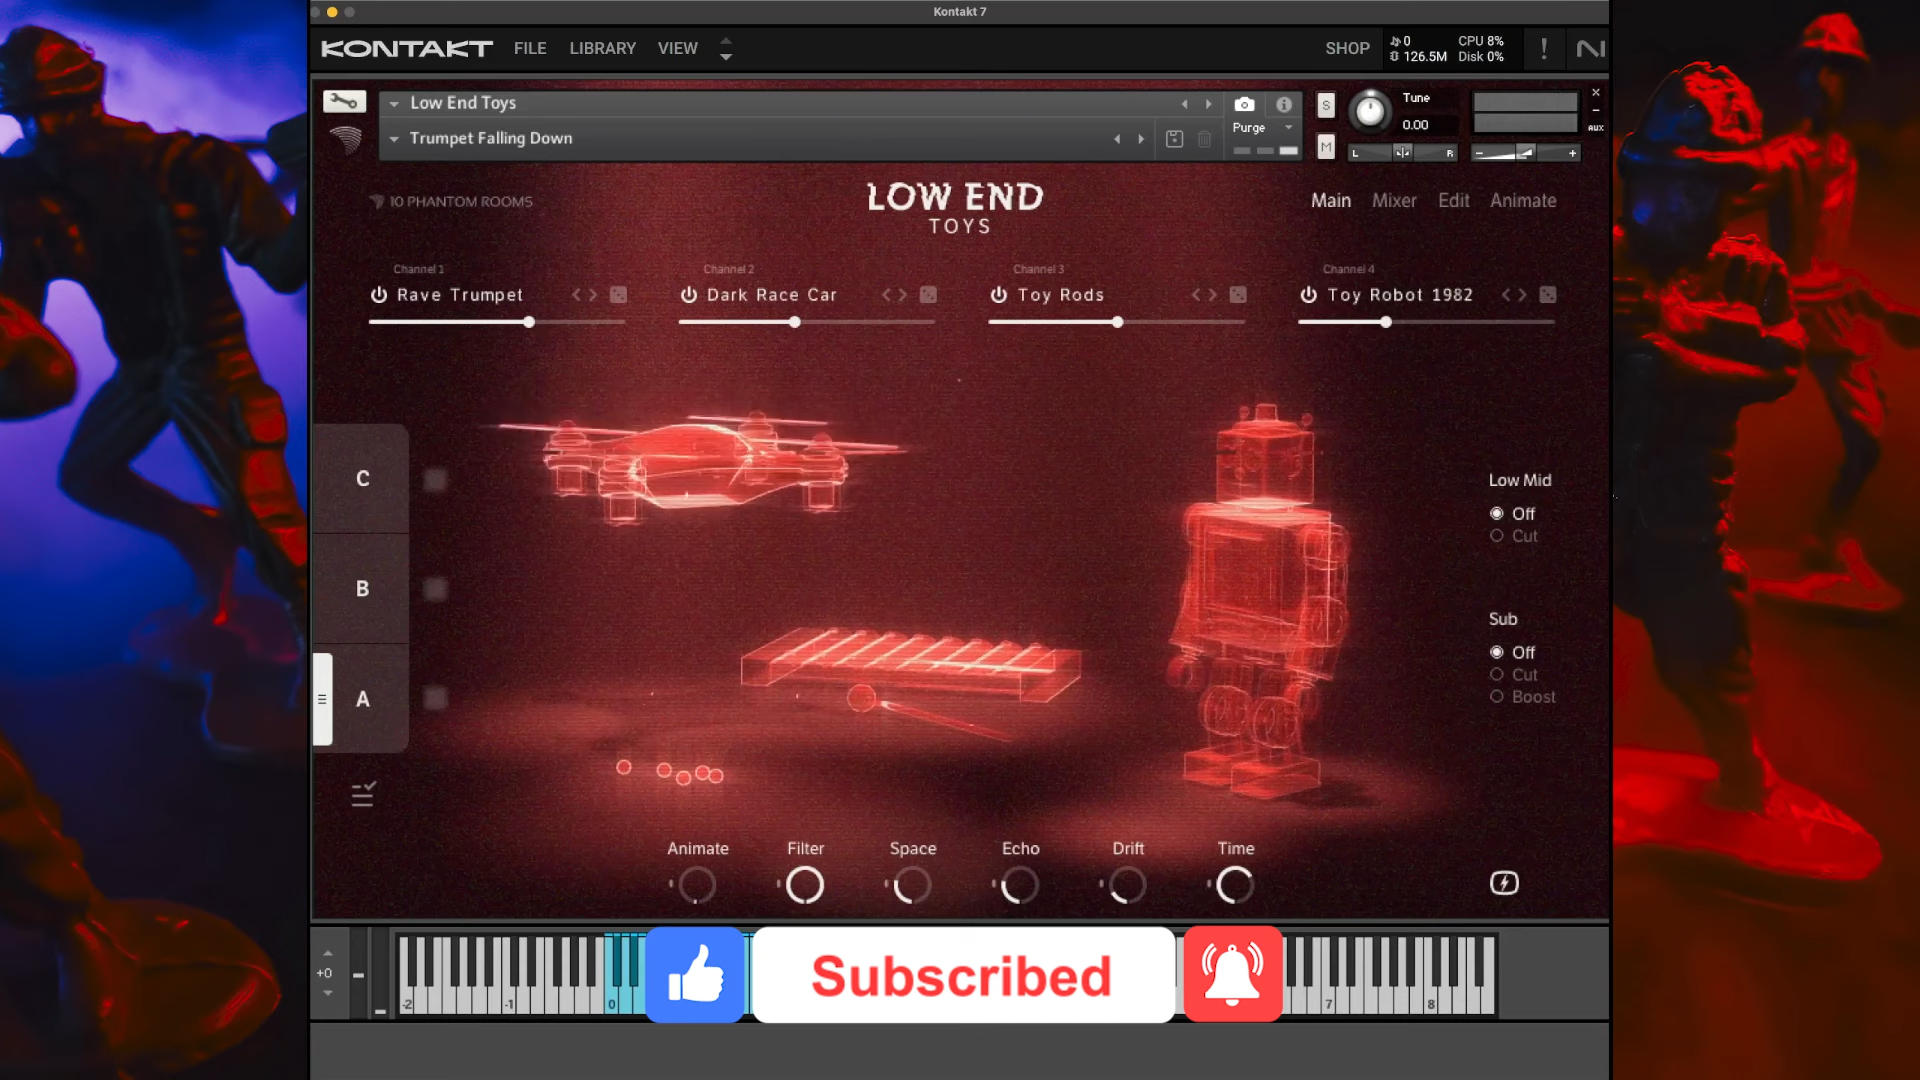 Kontakt 7
KONTAKT FILE LIBRARY VIEW SHOP 0 126.5M CPU 8% Disk 0% !
Low End Toys
Trumpet Falling Down
Purge
S
M
Tune
0.00
L R
- +
AUX
10 PHANTOM ROOMS
LOW END
TOYS
Main Mixer Edit Animate
Channel 1 Channel 2 Channel 3 Channel 4
Rave Trumpet Dark Race Car Toy Rods Toy Robot 1982
C
B
A
Low Mid
Off
Cut
Sub
Off
Cut
Boost
Animate Filter Space Echo Drift Time
+0
-2 -1 0 7 8
Subscribed